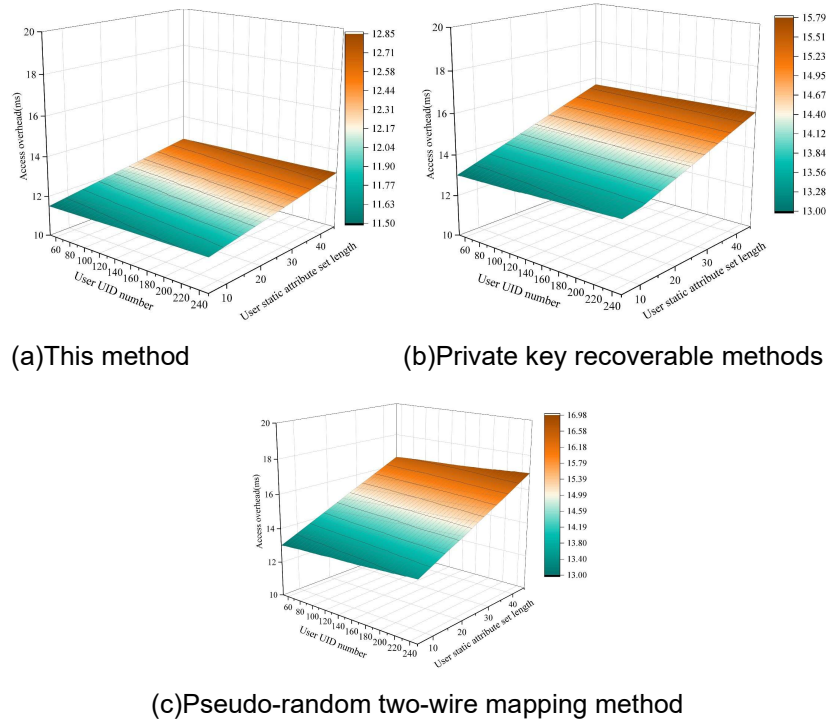 20
18
16
14
12
10
Access overhead(ms)
60 80 100 120 140 160 180 200 220 240
User UID number
10 20 30 40
User static attribute set length
12.85
12.71
12.58
12.44
12.31
12.17
12.04
11.90
11.77
11.63
11.50
20
18
16
14
12
10
Access overhead(ms)
60 80 100 120 140 160 180 200 220 240
User UID number
10 20 30 40
User static attribute set length
15.79
15.51
15.23
14.95
14.67
14.40
14.12
13.84
13.56
13.28
13.00
(a)This method
(b)Private key recoverable methods
20
18
16
14
12
10
Access overhead(ms)
60 80 100 120 140 160 180 200 220 240
User UID number
10 20 30 40
User static attribute set length
16.98
16.58
16.18
15.79
15.39
14.99
14.59
14.19
13.80
13.40
13.00
(c)Pseudo-random two-wire mapping method